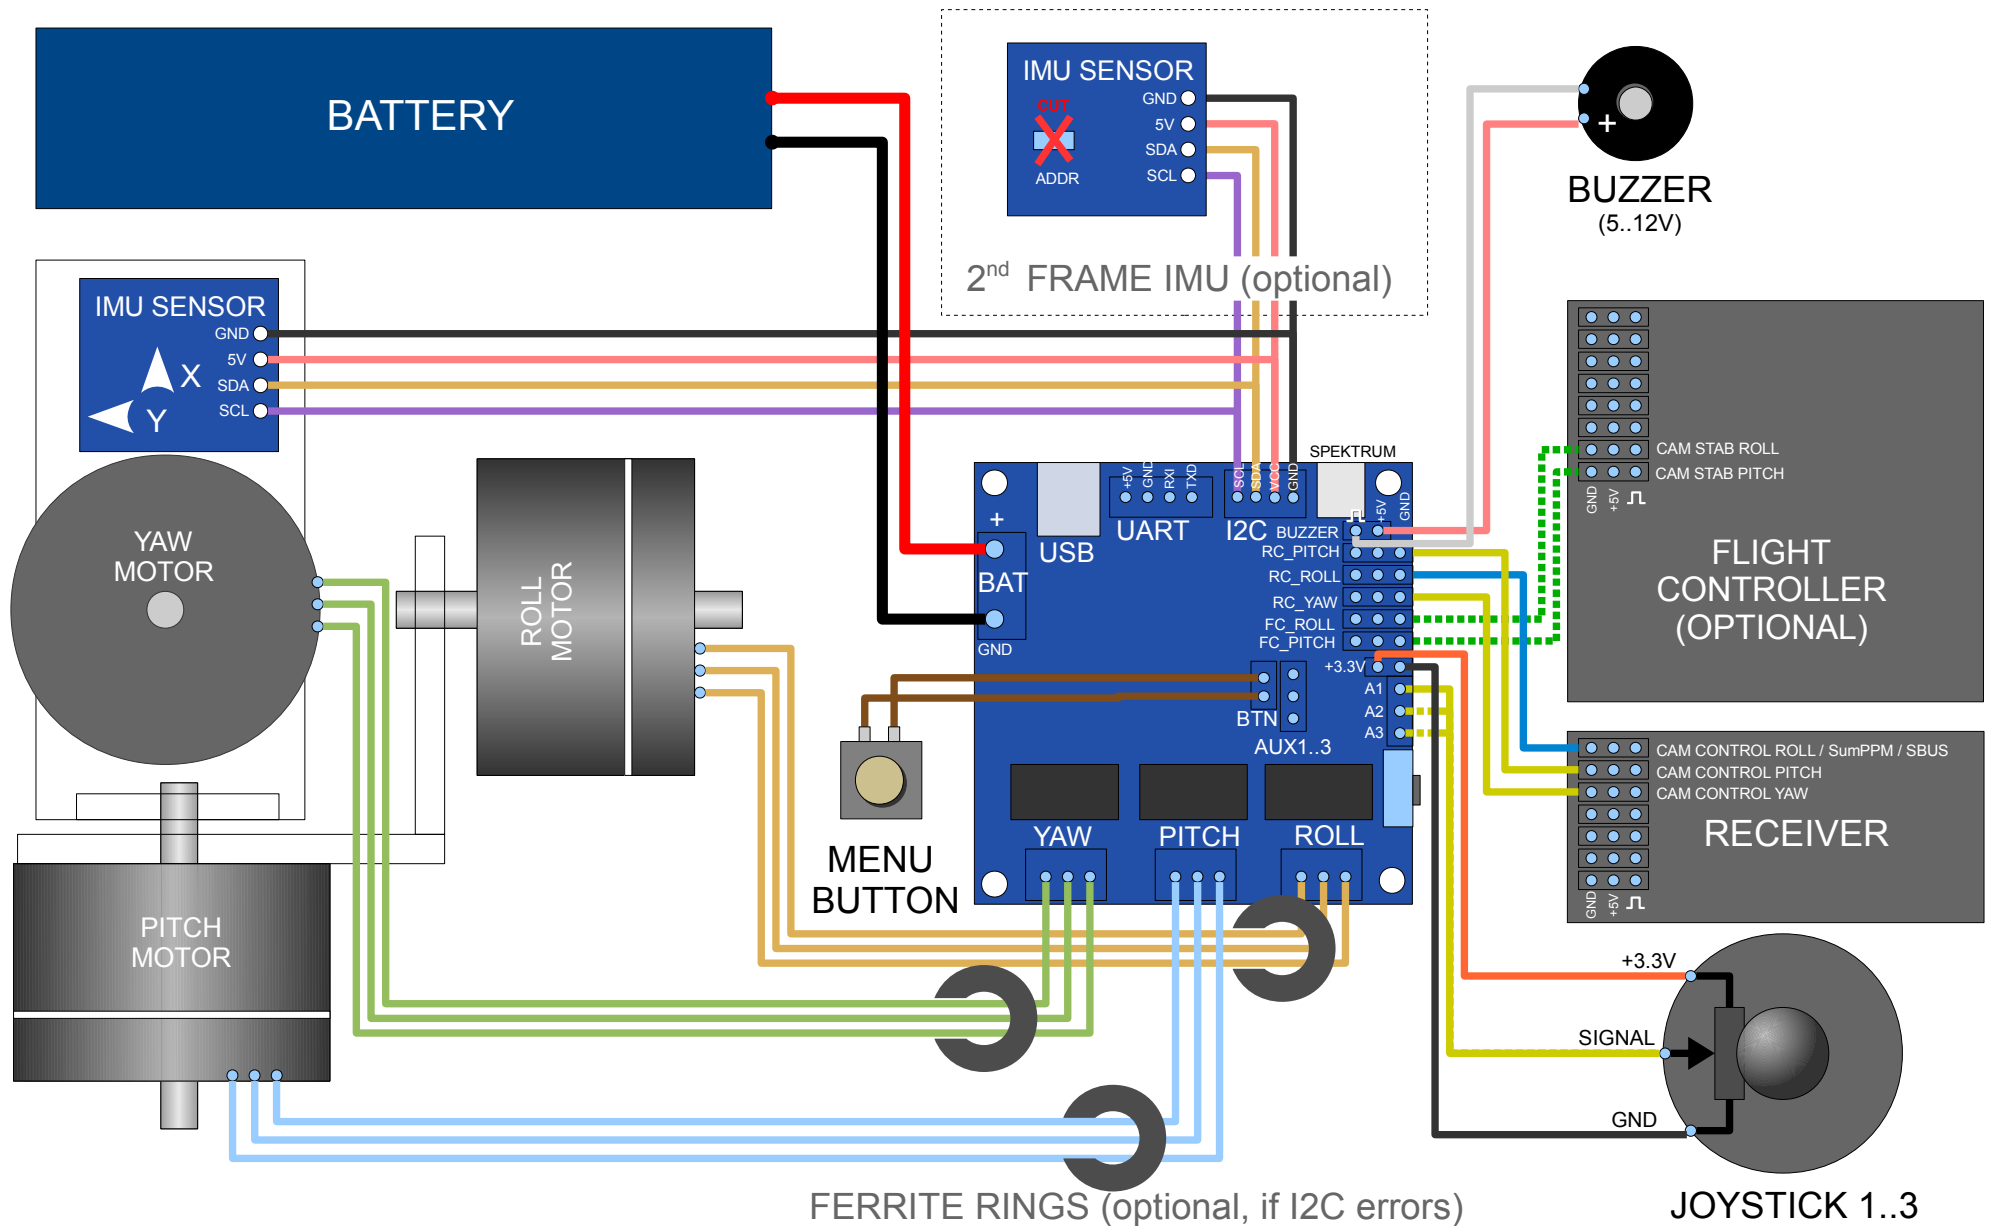 BATTERY
IMU SENSOR
CUT
ADDR
GND
5V
SDA
SCL
2nd FRAME IMU (optional)
+
BUZZER
(5..12V)
IMU SENSOR
GND
5V
SDA
SCL
X
Y
YAW
MOTOR
ROLL
MOTOR
PITCH
MOTOR
SPEKTRUM
+
BAT
GND
USB
+5V
GND
RXI
TXD
UART
SCL
SDA
VCC
GND
I2C
+5V
GND
BUZZER
RC_PITCH
RC_ROLL
RC_YAW
FC_ROLL
FC_PITCH
+3.3V
A1
A2
A3
BTN
AUX1..3
YAW
PITCH
ROLL
MENU
BUTTON
CAM STAB ROLL
CAM STAB PITCH
GND
+5V
FLIGHT
CONTROLLER
(OPTIONAL)
CAM CONTROL ROLL / SumPPM / SBUS
CAM CONTROL PITCH
CAM CONTROL YAW
RECEIVER
GND
+5V
+3.3V
SIGNAL
GND
JOYSTICK 1..3
FERRITE RINGS (optional, if I2C errors)